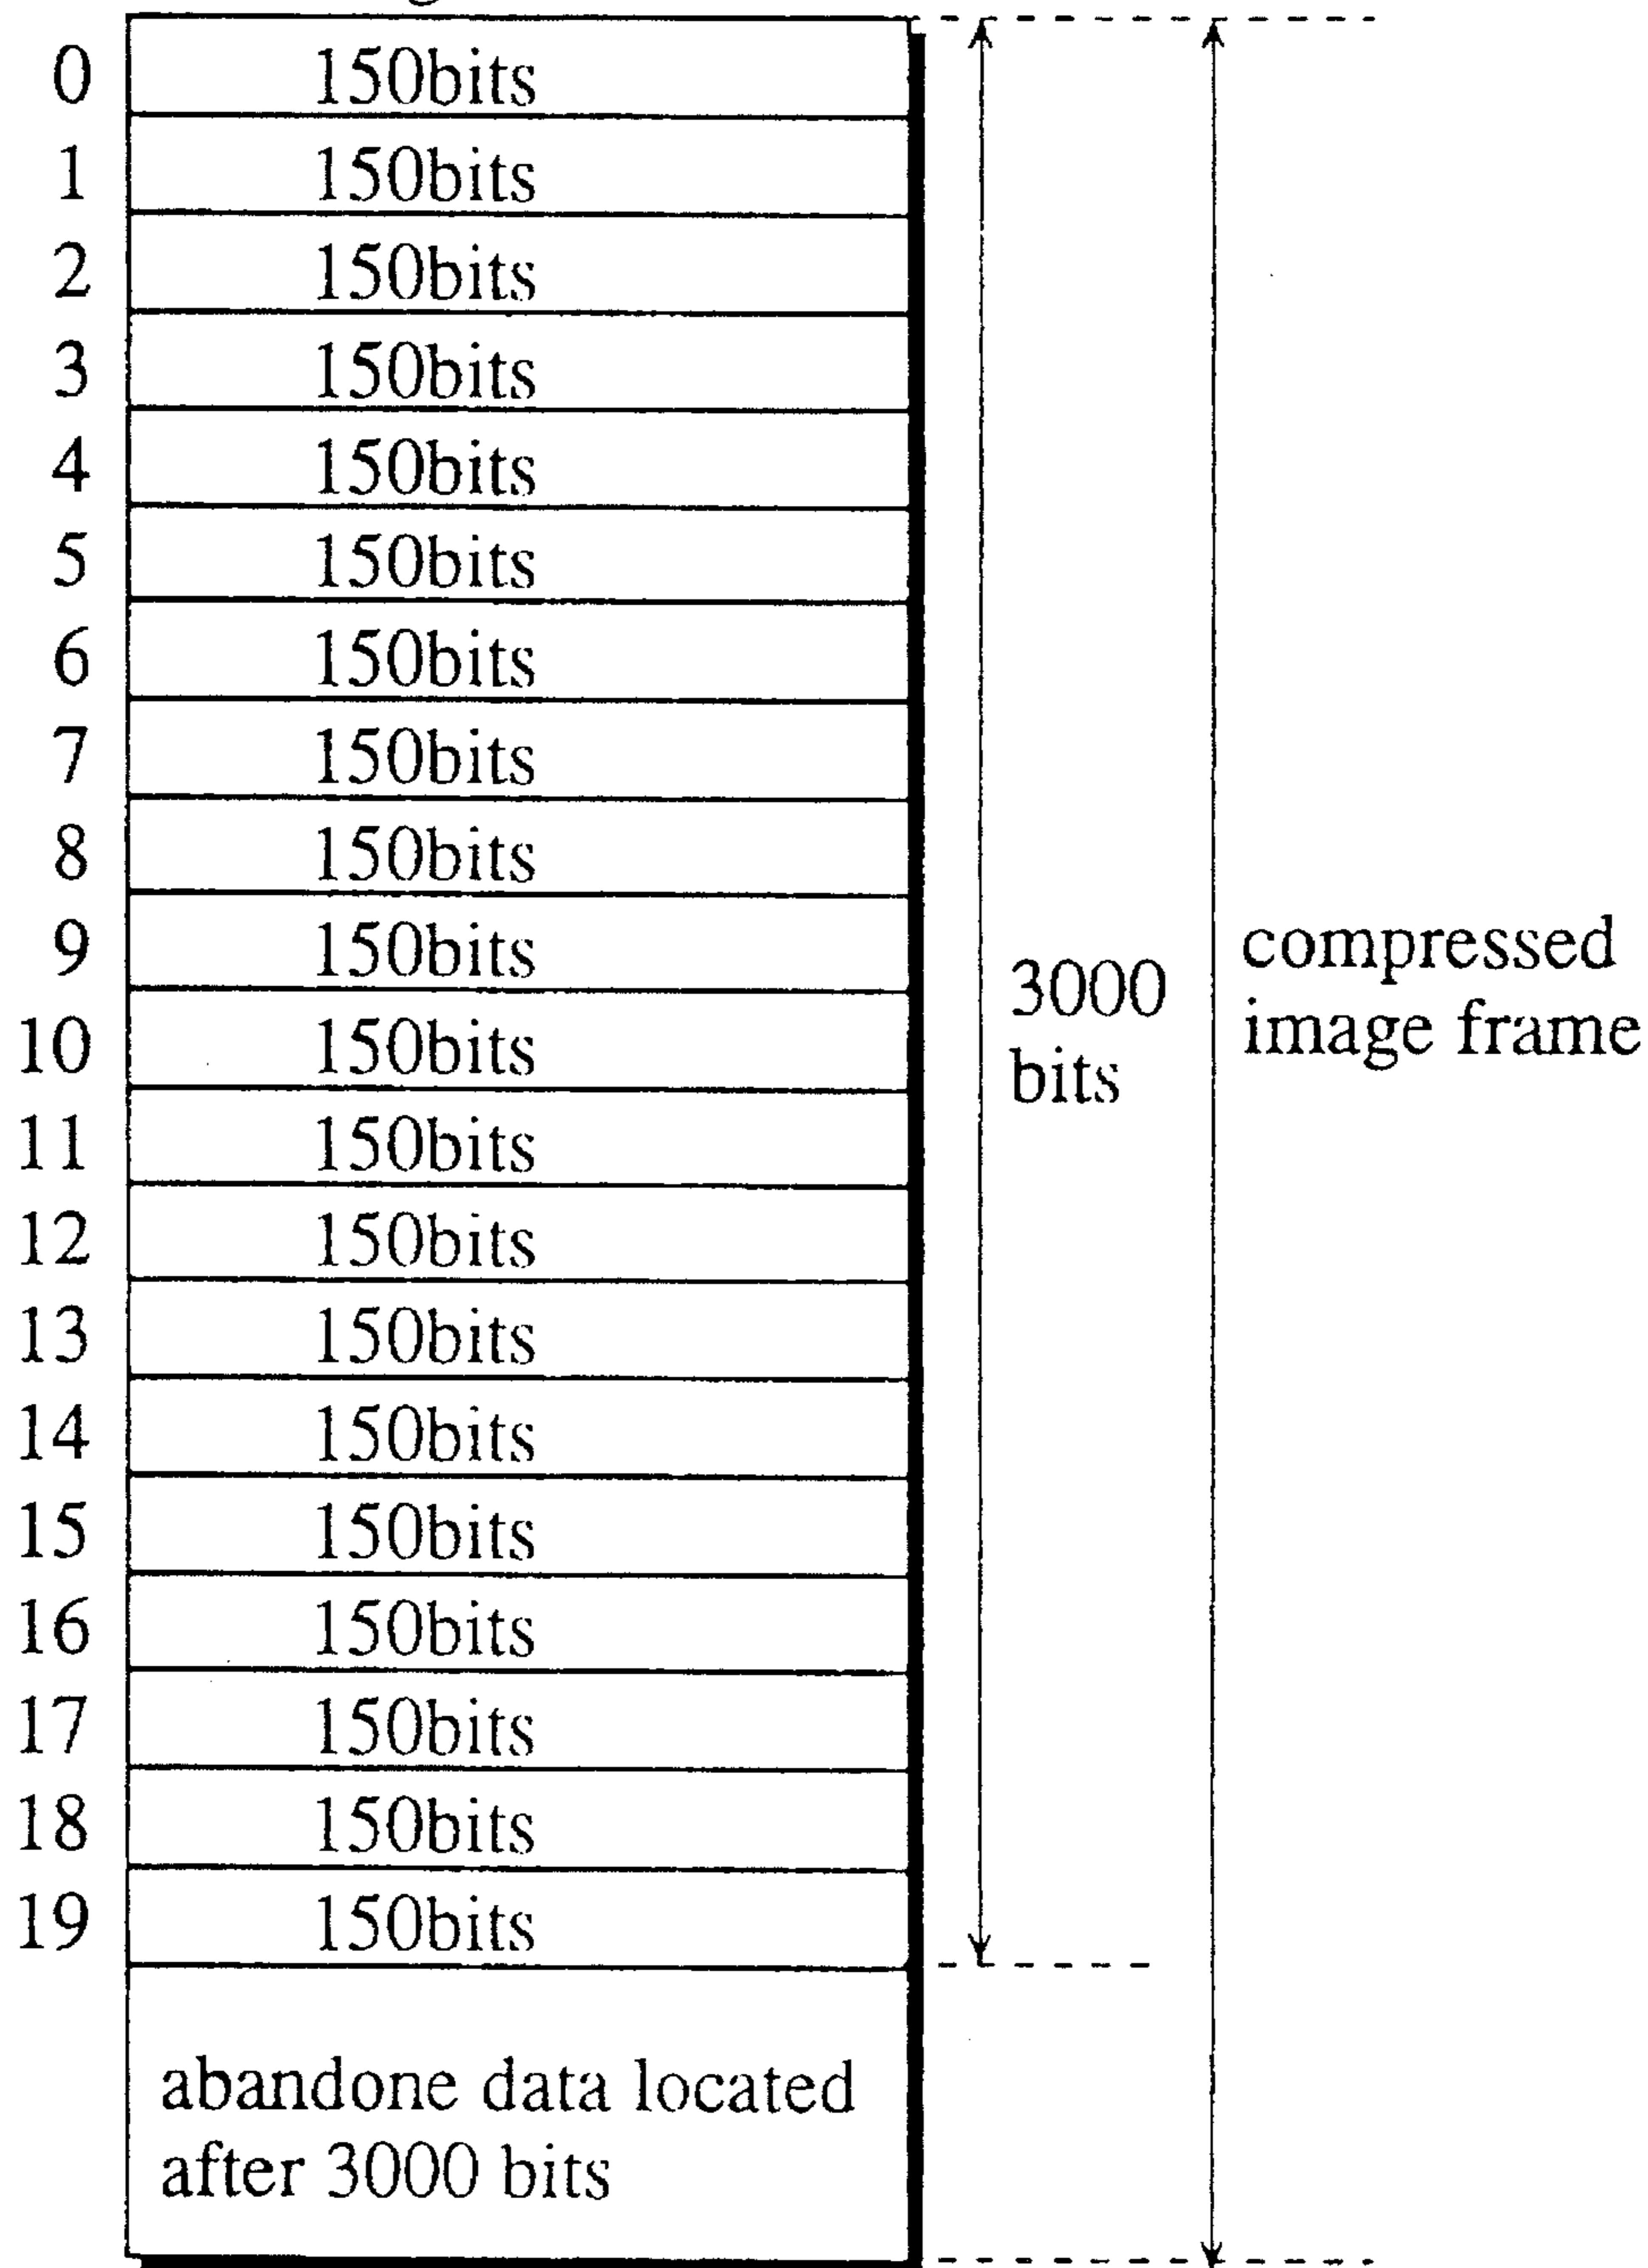 0 150bits
1 150bits
2 150bits
3 150bits
4 150bits
5 150bits
6 150bits
7 150bits
8 150bits
9 150bits
10 150bits
11 150bits
12 150bits
13 150bits
14 150bits
15 150bits
16 150bits
17 150bits
18 150bits
19 150bits
3000
bits
compressed
image frame
abandone data located
after 3000 bits